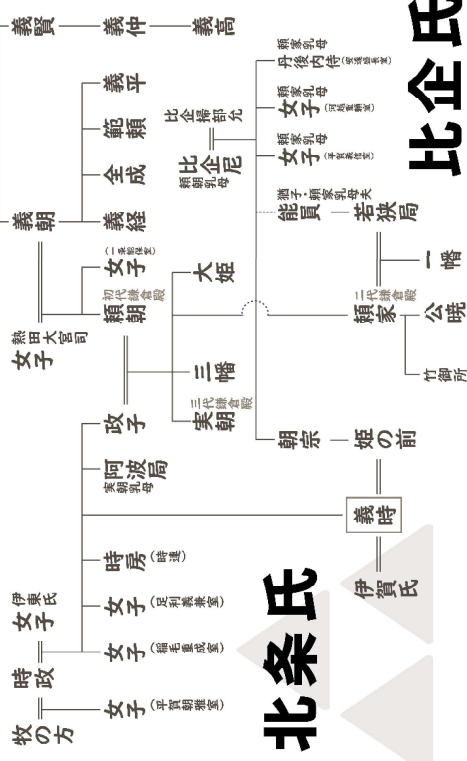 牧の方
時政
伊東氏
女子
熱田大宮司
女子
義朝
義賢
女子(平賀朝雅室)
女子(稲毛重成室)
女子(足利義兼室)
時房(時連)
阿波局
実朝乳母
政子
初代鎌倉殿
頼朝
女子(一条能保室)
義経
全成
範頼
義平
義仲
三代鎌倉殿
実朝
三幡
大姫
比企尼
頼朝乳母
比企掃部允
義高
朝宗
猶子・頼家乳母夫
能員
頼家乳母
女子(平賀義信室)
頼家乳母
女子(河越重頼室)
頼家乳母
丹後内侍(安達盛長室)
姫の前
二代鎌倉殿
頼家
若狭局
伊賀氏
義時
竹御所
公暁
一幡
北条氏
比企氏